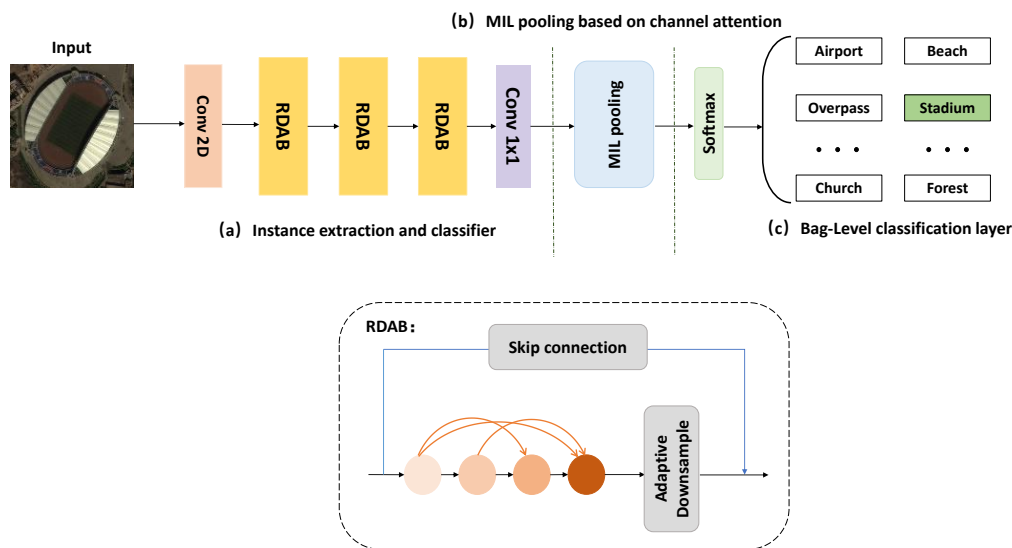 (b) MIL pooling based on channel attention
Input
Conv 2D
RDAB
RDAB
RDAB
Conv 1x1
MIL pooling
Softmax
Airport
Beach
Overpass
Stadium
• • •
• • •
Church
Forest
(a) Instance extraction and classifier
(c) Bag-Level classification layer
RDAB：
Skip connection
Adaptive
Downsample